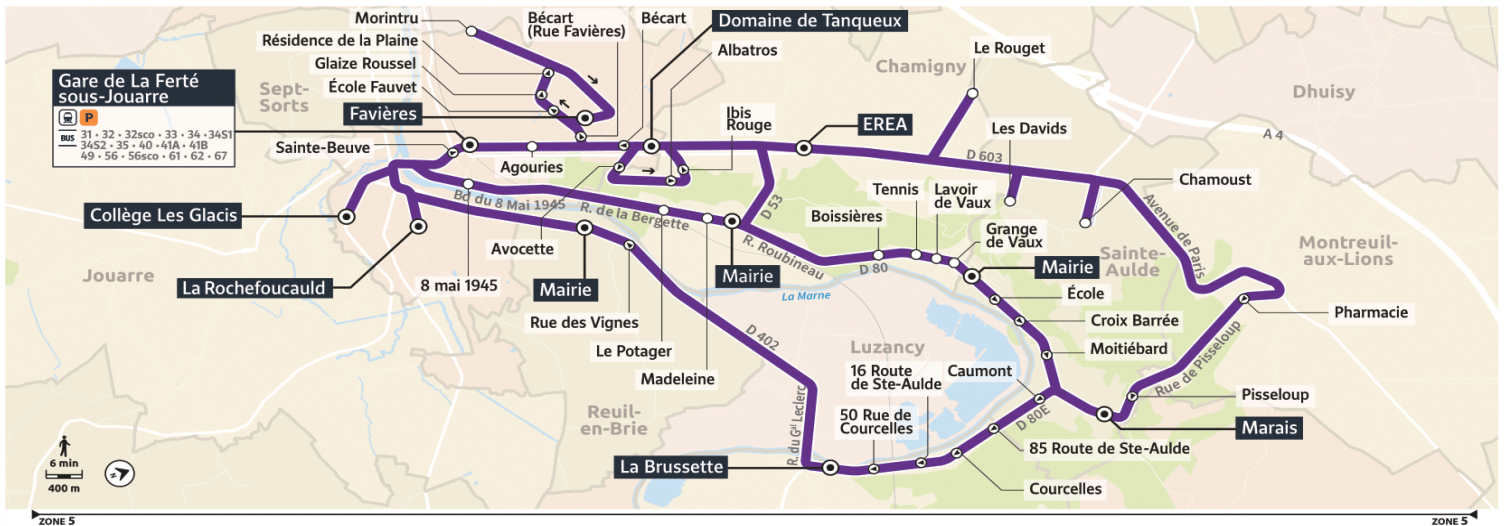 Morintru
Résidence de la Plaine
Glaize Roussel
École Fauvet
Favières
Bécart
(Rue Favières)
Bécart
Domaine de Tanqueux
Albatros
Ibis
Rouge
EREA
Chamigny
Le Rouget
Les Davids
Dhuisy
A 4
D 603
Chamoust
Gare de La Ferté
sous-Jouarre
P
BUS
31 • 32 • 32sco • 33 • 34 • 34S1
34S2 • 35 • 40 • 41A • 41B
49 • 56 • 56sco • 61 • 62 • 67
Sept-
Sorts
Sainte-Beuve
Agouries
Collège Les Glacis
Jouarre
La Rochefoucauld
8 mai 1945
Bd du 8 Mai 1945
R. de la Bergette
Avocette
Mairie
Rue des Vignes
Le Potager
Madeleine
Mairie
D 53
R. Roubineau
La Marne
D 80
Boissières
Tennis
Lavoir
de Vaux
Grange
de Vaux
Mairie
École
Croix Barrée
Moitiébard
Sainte-
Aulde
Avenue de Paris
Montreuil-
aux-Lions
Pharmacie
Rue de Pisseloup
Pisseloup
Marais
D 402
Luzancy
16 Route
de Ste-Aulde
Caumont
50 Rue de
Courcelles
D 80E
85 Route de Ste-Aulde
Courcelles
R. du Gal Leclerc
Reuil-
en-Brie
La Brussette
6 min
400 m
ZONE 5
ZONE 5